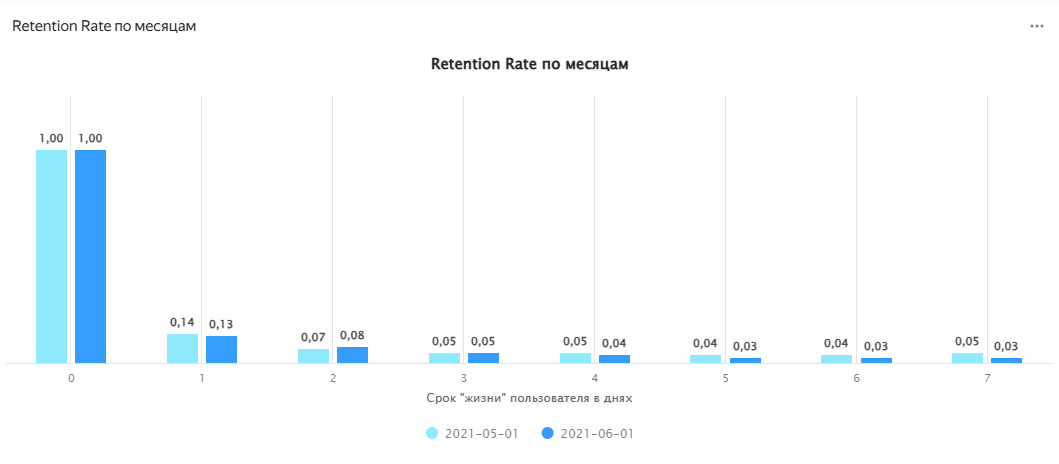 Retention Rate по месяцам
Retention Rate по месяцам
1,00 1,00
0,14 0,13
0,07 0,08
0,05 0,05
0,05 0,04
0,04 0,03
0,04 0,03
0,05 0,03
0 1 2 3 4 5 6 7
Срок "жизни" пользователя в днях
2021-05-01 2021-06-01